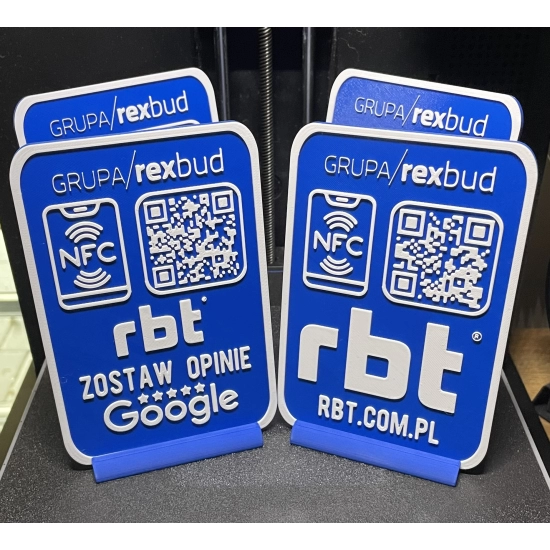 GRUPA/rexbud
GRUPA/rexbud
NFC
rbt
ZOSTAW OPINIE
Google
GRUPA/rexbud
GRUPA/rexbud
NFC
rbt®
RBT.COM.PL